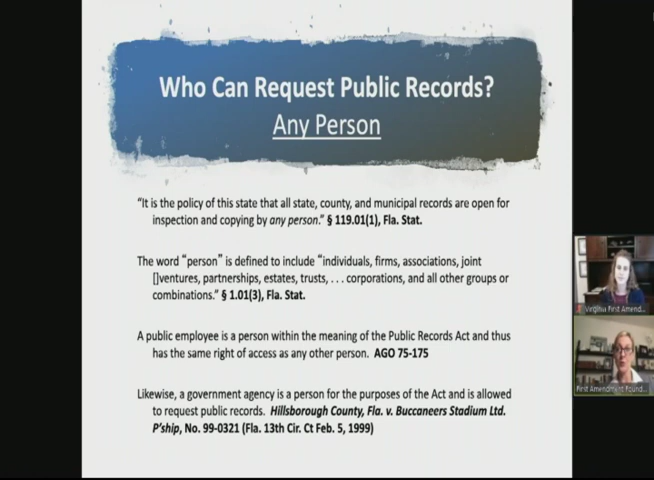 Who Can Request Public Records?
Any Person
“It is the policy of this state that all state, county, and municipal records are open for
inspection and copying by any person.” § 119.01(1), Fla. Stat.
The word “person” is defined to include “individuals, firms, associations, joint
[]ventures, partnerships, estates, trusts, . . . corporations, and all other groups or
combinations.” § 1.01(3), Fla. Stat.
A public employee is a person within the meaning of the Public Records Act and thus
has the same right of access as any other person. AGO 75-175
Likewise, a government agency is a person for the purposes of the Act and is allowed
to request public records. Hillsborough County, Fla. v. Buccaneers Stadium Ltd.
P’ship, No. 99-0321 (Fla. 13th Cir. Ct Feb. 5, 1999)
Virginia First Amend...
First Amendment Found...